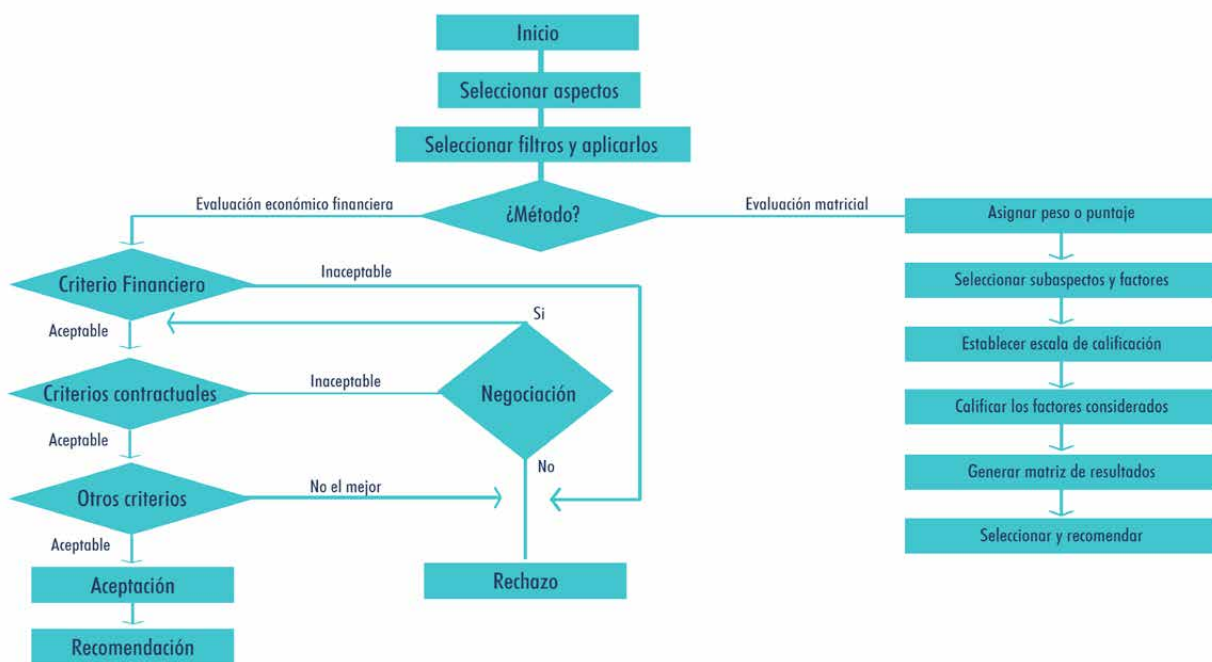 Inicio
Seleccionar aspectos
Seleccionar filtros y aplicarlos
¿Método?
Evaluación económico financiera
Evaluación matricial
Criterio Financiero
Inaceptable
Aceptable
Si
Criterios contractuales
Inaceptable
Negociación
Aceptable
No
Otros criterios
No el mejor
Aceptable
Aceptación
Rechazo
Recomendación
Asignar peso o puntaje
Seleccionar subaspectos y factores
Establecer escala de calificación
Calificar los factores considerados
Generar matriz de resultados
Seleccionar y recomendar